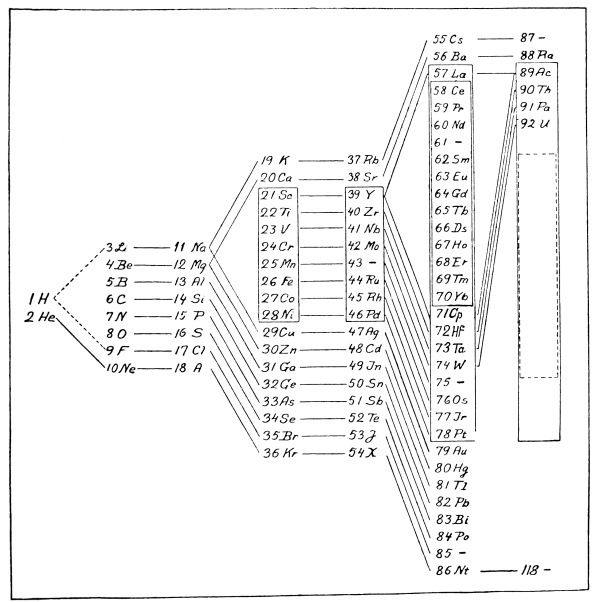 1 H
2 He
3 Li
4 Be
5 B
6 C
7 N
8 O
9 F
10 Ne
11 Na
12 Mg
13 Al
14 Si
15 P
16 S
17 Cl
18 A
19 K
20 Ca
21 Sc
22 Ti
23 V
24 Cr
25 Mn
26 Fe
27 Co
28 Ni
29 Cu
30 Zn
31 Ga
32 Ge
33 As
34 Se
35 Br
36 Kr
37 Rb
38 Sr
39 Y
40 Zr
41 Nb
42 Mo
43 -
44 Ru
45 Rh
46 Pd
47 Ag
48 Cd
49 Jn
50 Sn
51 Sb
52 Te
53 J
54 X
55 Cs
56 Ba
57 La
58 Ce
59 Pr
60 Nd
61 -
62 Sm
63 Eu
64 Gd
65 Tb
66 Ds
67 Ho
68 Er
69 Tm
70 Yb
71 Cp
72 Hf
73 Ta
74 W
75 -
76 Os
77 Jr
78 Pt
79 Au
80 Hg
81 Tl
82 Pb
83 Bi
84 Po
85 -
86 Nt
87 -
88 Ra
89 Ac
90 Th
91 Pa
92 U
118 -